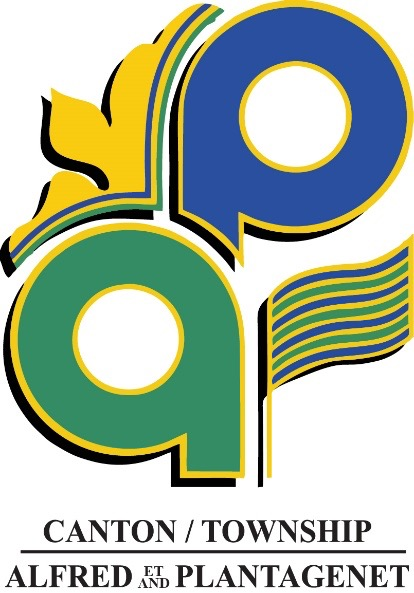 p
a
CANTON / TOWNSHIP
ALFRED ET AND PLANTAGENET